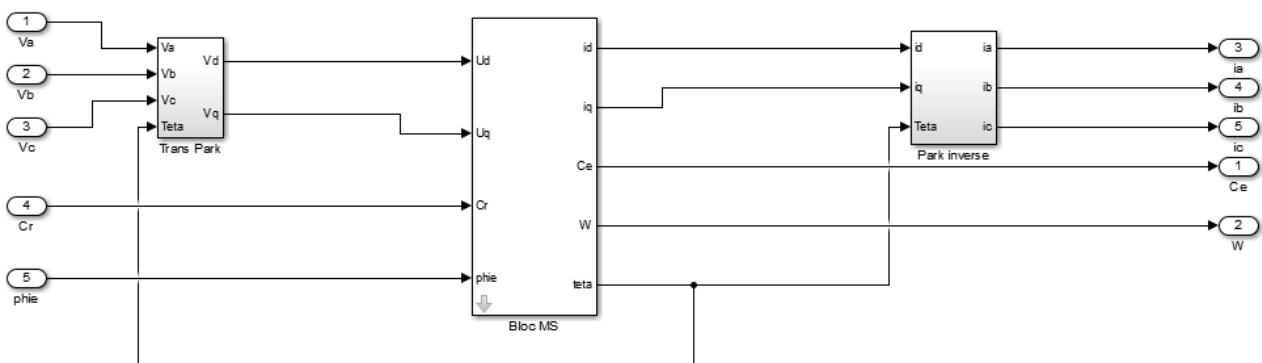 1
Va
2
Vb
3
Vc
4
Cr
5
phie
Va
Vb
Vc
Teta
Vd
Vq
Trans Park
Ud
Uq
Cr
phie
id
iq
Ce
W
teta
Bloc MS
id
iq
Teta
ia
ib
ic
Park inverse
3
ia
4
ib
5
ic
1
Ce
2
W